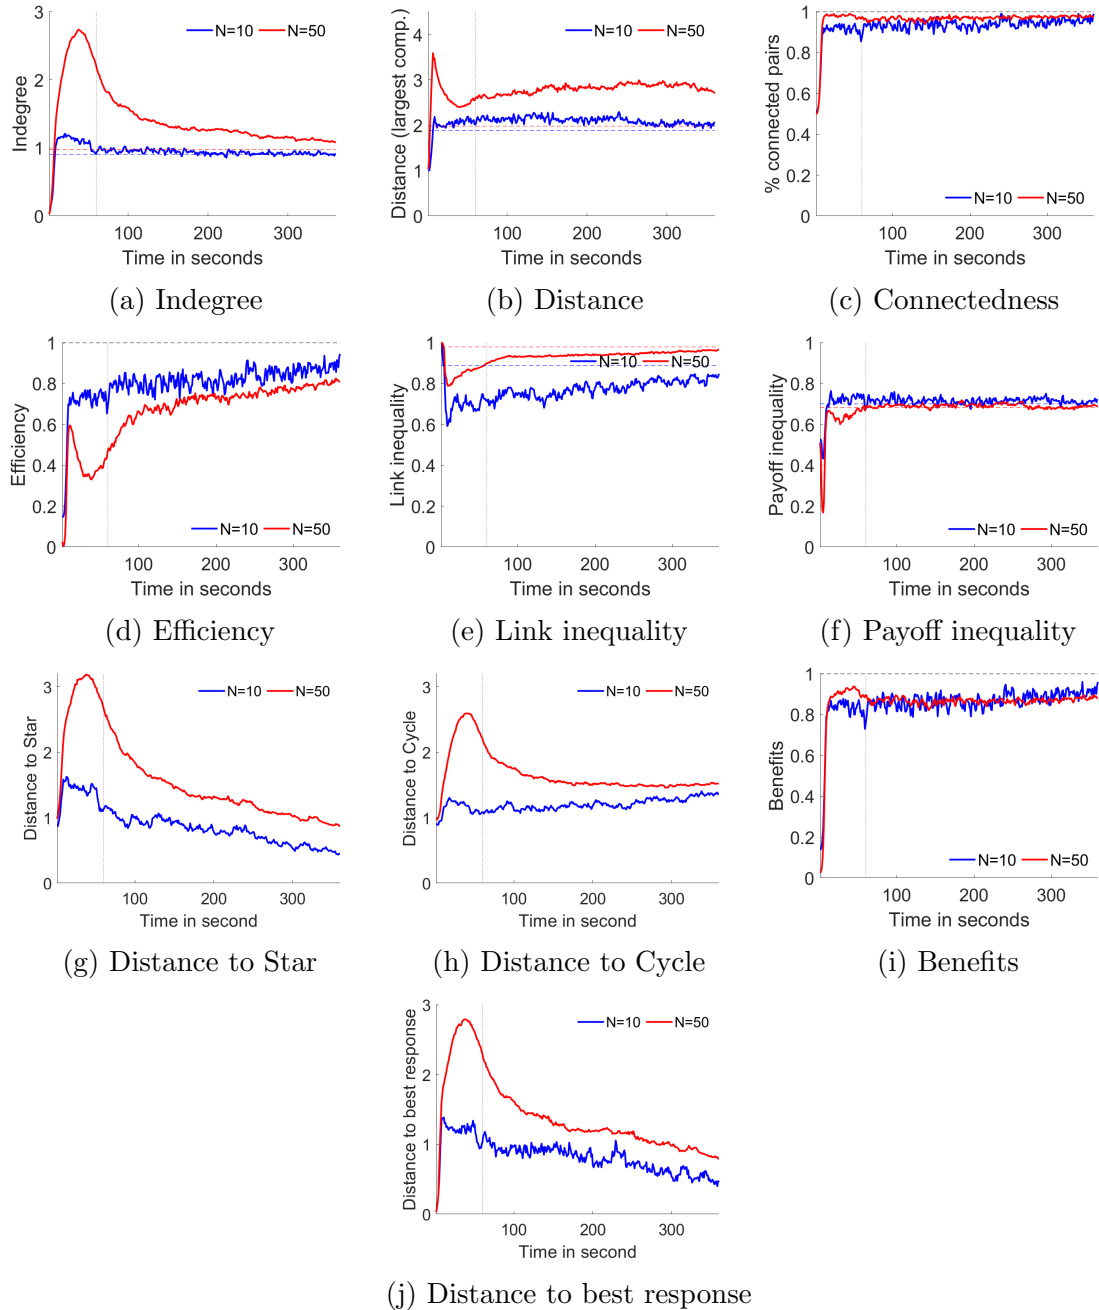 3
2
1
0
Indegree
N=10 N=50
100 200 300
Time in seconds
(a) Indegree
4
3
2
1
0
Distance (largest comp.)
N=10 N=50
100 200 300
Time in seconds
(b) Distance
1
0.8
0.6
0.4
0.2
0
% connected pairs
N=10 N=50
100 200 300
Time in seconds
(c) Connectedness
1
0.8
0.6
0.4
0.2
0
Efficiency
N=10 N=50
100 200 300
Time in seconds
(d) Efficiency
1
0.8
0.6
0.4
0.2
0
Link inequality
N=10 N=50
100 200 300
Time in seconds
(e) Link inequality
1
0.8
0.6
0.4
0.2
0
Payoff inequality
N=10 N=50
100 200 300
Time in seconds
(f) Payoff inequality
3
2
1
0
Distance to Star
N=10 N=50
100 200 300
Time in second
(g) Distance to Star
3
2
1
0
Distance to Cycle
N=10 N=50
100 200 300
Time in second
(h) Distance to Cycle
1
0.8
0.6
0.4
0.2
0
Benefits
N=10 N=50
100 200 300
Time in seconds
(i) Benefits
3
2
1
0
Distance to best response
N=10 N=50
100 200 300
Time in second
(j) Distance to best response